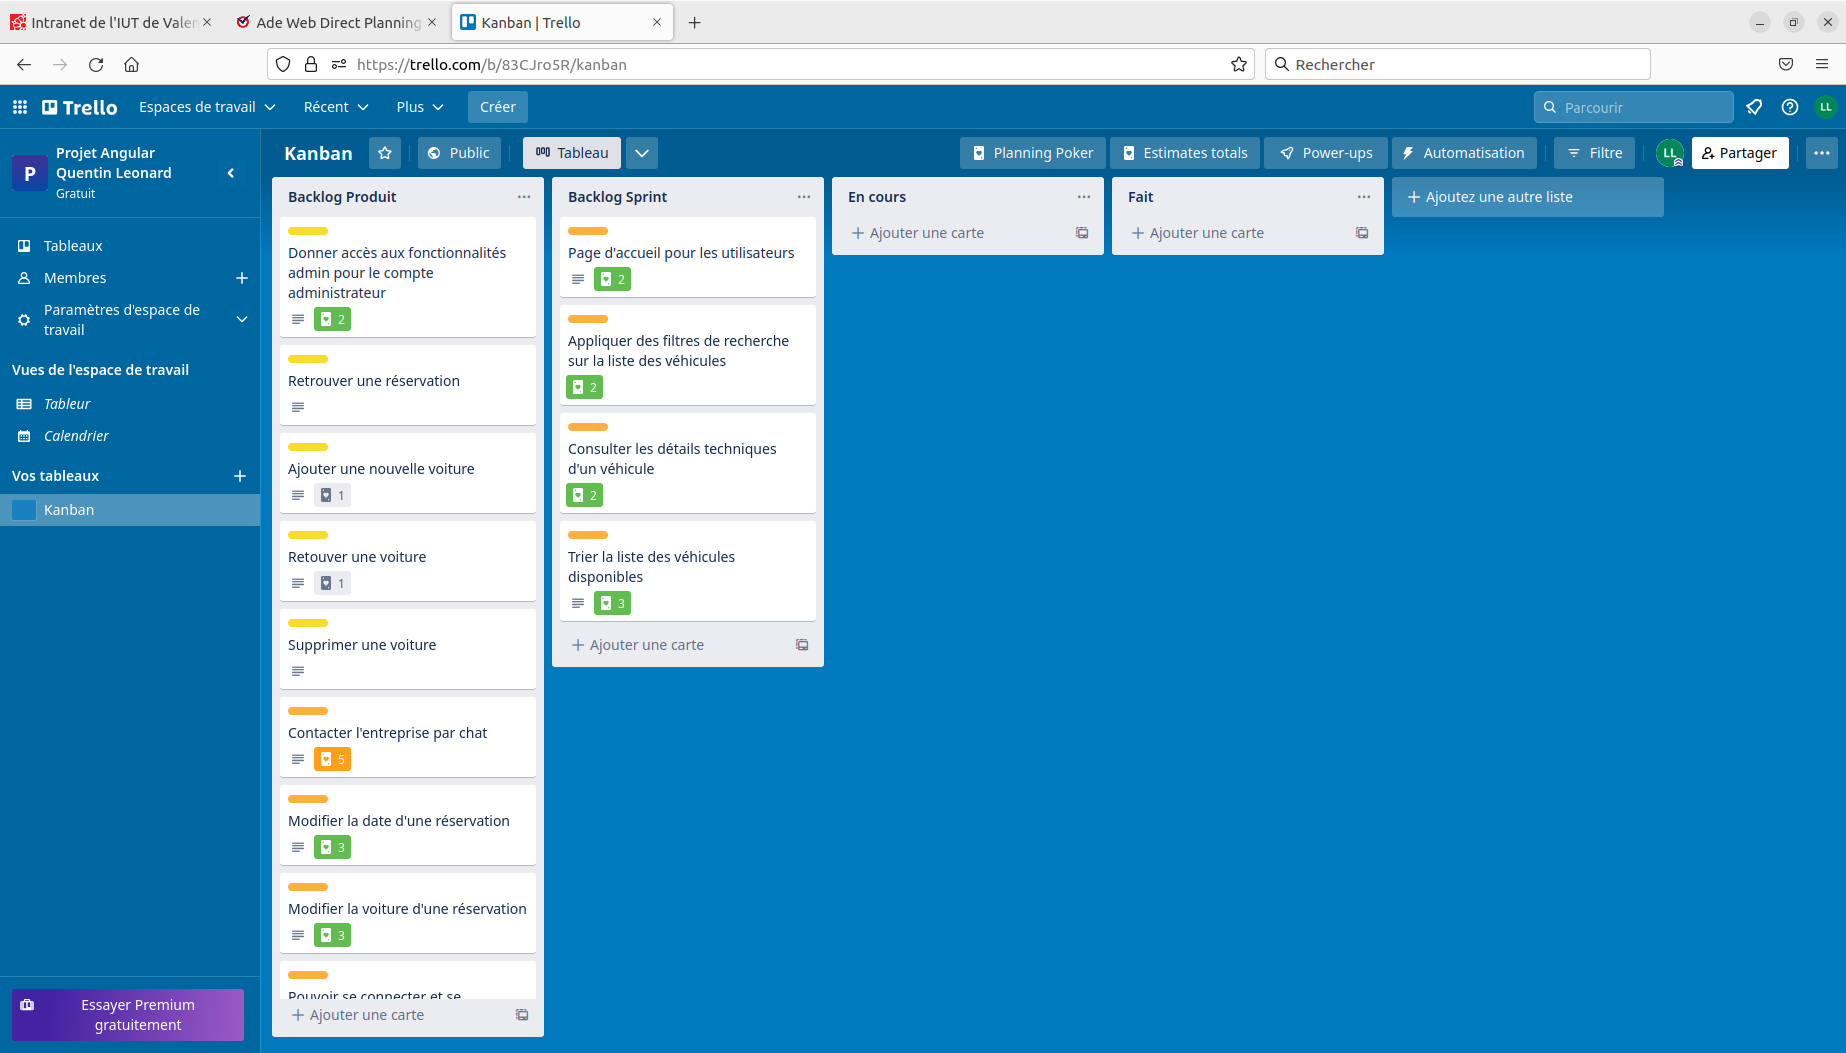 Intranet de l'IUT de Valen
Ade Web Direct Planning
Kanban | Trello
https://trello.com/b/83CJro5R/kanban
Rechercher
Trello
Espaces de travail
Récent
Plus
Créer
Parcourir
LL
P
Projet Angular
Quentin Leonard
Gratuit
Tableaux
Membres
Paramètres d'espace de
travail
Vues de l'espace de travail
Tableur
Calendrier
Vos tableaux
Kanban
Essayer Premium
gratuitement
Kanban
Public
Tableau
Planning Poker
Estimates totals
Power-ups
Automatisation
Filtre
LL
Partager
Backlog Produit
Donner accès aux fonctionnalités
admin pour le compte
administrateur
2
Retrouver une réservation
Ajouter une nouvelle voiture
1
Retouver une voiture
1
Supprimer une voiture
Contacter l'entreprise par chat
5
Modifier la date d'une réservation
3
Modifier la voiture d'une réservation
3
Pouvoir se connecter et se
Ajouter une carte
Backlog Sprint
Page d'accueil pour les utilisateurs
2
Appliquer des filtres de recherche
sur la liste des véhicules
2
Consulter les détails techniques
d'un véhicule
2
Trier la liste des véhicules
disponibles
3
Ajouter une carte
En cours
Ajouter une carte
Fait
Ajouter une carte
Ajoutez une autre liste